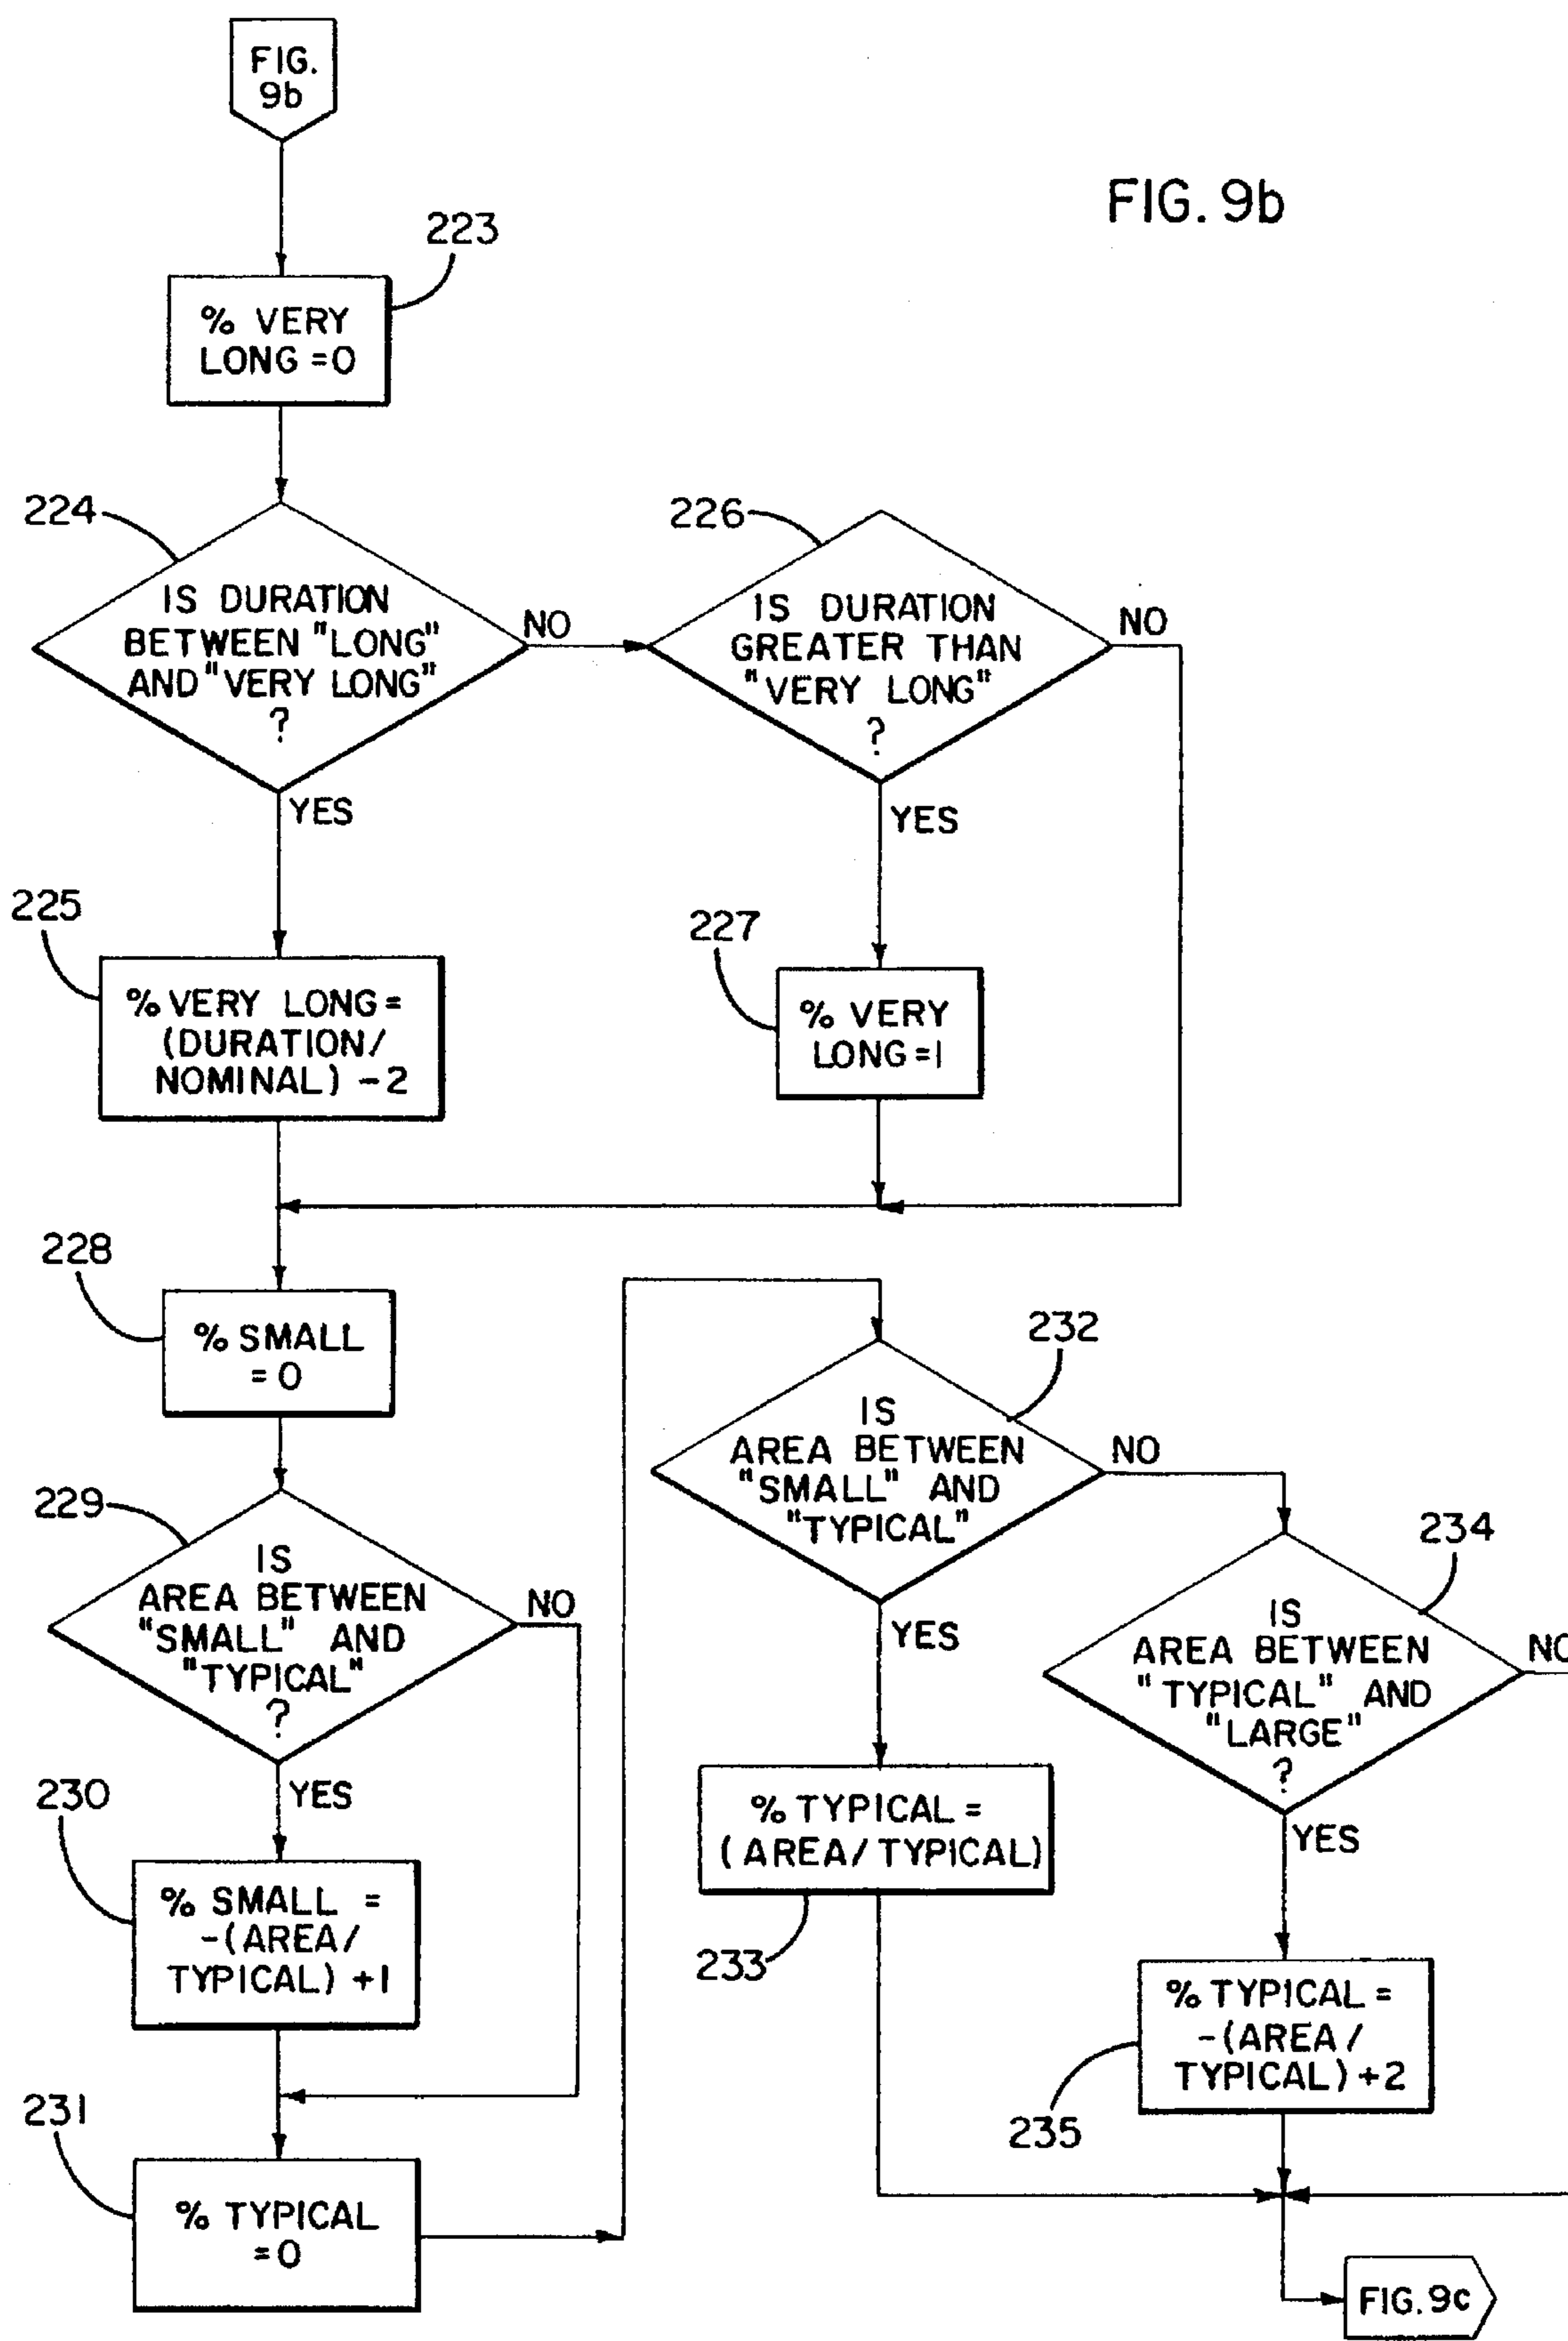 FIG.
9b
FIG. 9b
223
% VERY
LONG = 0
224
IS DURATION
BETWEEN "LONG"
AND "VERY LONG"
?
NO
YES
226
IS DURATION
GREATER THAN
"VERY LONG"
?
NO
YES
225
% VERY LONG =
(DURATION/
NOMINAL) - 2
227
% VERY
LONG = 1
228
% SMALL
= 0
229
IS
AREA BETWEEN
"SMALL" AND
"TYPICAL"
?
NO
YES
230
% SMALL =
-(AREA/
TYPICAL) + 1
231
% TYPICAL
= 0
232
IS
AREA BETWEEN
"SMALL" AND
"TYPICAL"
NO
YES
233
% TYPICAL =
(AREA/TYPICAL)
234
IS
AREA BETWEEN
"TYPICAL" AND
"LARGE"
?
NO
YES
235
% TYPICAL =
-(AREA/
TYPICAL) + 2
FIG. 9c